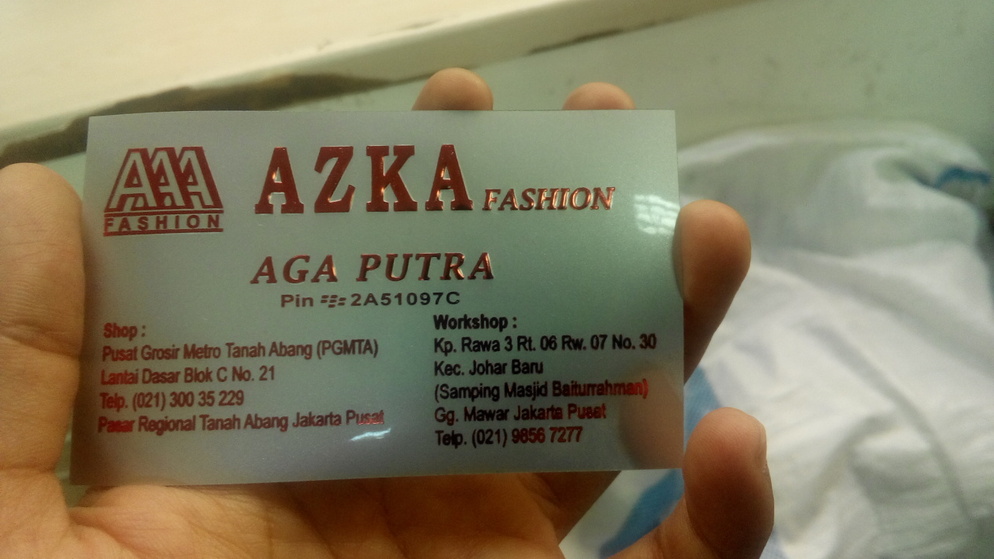 AAA
FASHION
AZKA FASHION
AGA PUTRA
Pin 2A51097C
Shop :
Pusat Grosir Metro Tanah Abang (PGMTA)
Lantai Dasar Blok C No. 21
Telp. (021) 300 35 229
Pasar Regional Tanah Abang Jakarta Pusat
Workshop :
Kp. Rawa 3 Rt. 06 Rw. 07 No. 30
Kec. Johar Baru
(Samping Masjid Baiturrahman)
Gg. Mawar Jakarta Pusat
Telp. (021) 9856 7277